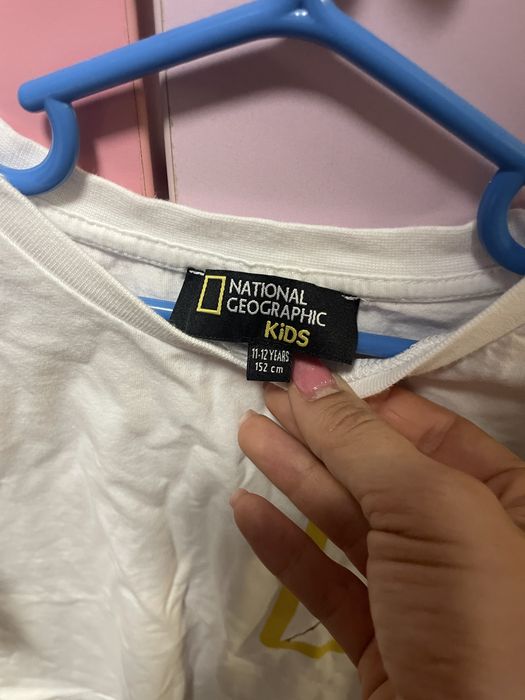 NATIONAL
GEOGRAPHIC
KiDS
11-12 YEARS
152 cm